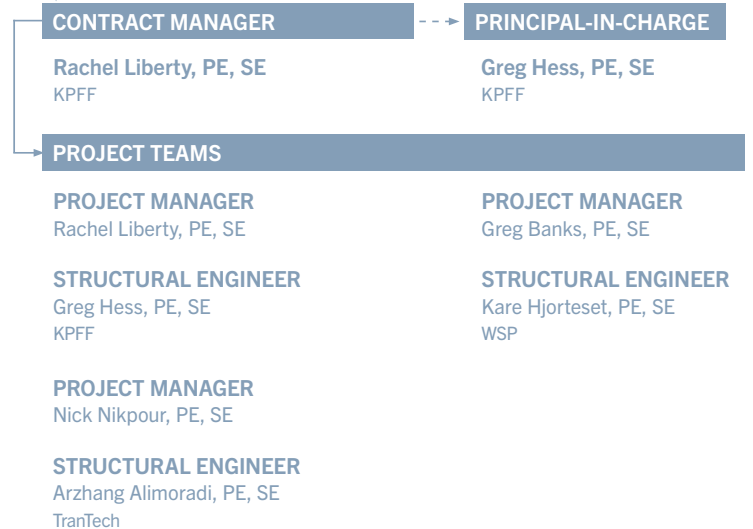 CONTRACT MANAGER
PRINCIPAL-IN-CHARGE
Rachel Liberty, PE, SE
KPFF
Greg Hess, PE, SE
KPFF
PROJECT TEAMS
PROJECT MANAGER
Rachel Liberty, PE, SE
STRUCTURAL ENGINEER
Greg Hess, PE, SE
KPFF
PROJECT MANAGER
Greg Banks, PE, SE
STRUCTURAL ENGINEER
Kare Hjorteset, PE, SE
WSP
PROJECT MANAGER
Nick Nikpour, PE, SE
STRUCTURAL ENGINEER
Arzhang Alimoradi, PE, SE
TranTech